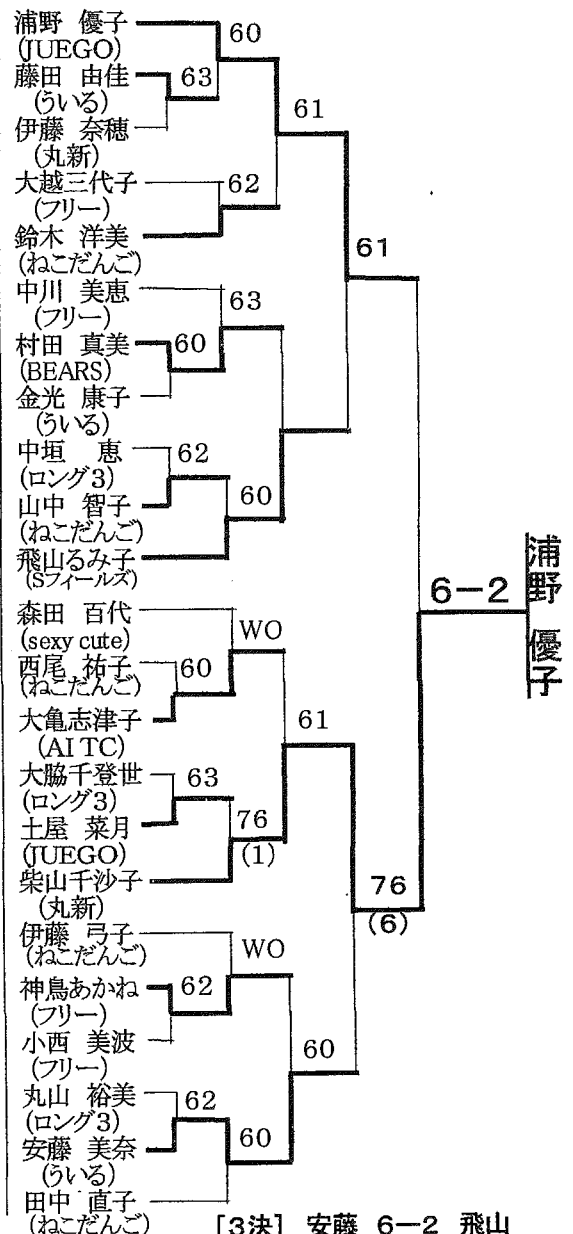 浦野 優子
60
(JUEGO)
藤田 由佳
63
(ういる)
伊藤 奈穂
61
(丸新)
大越三代子
62
(フリー)
鈴木 洋美
61
(ねこだんご)
中川 美恵
63
(フリー)
村田 真美
60
(BEARS)
金光 康子
(ういる)
中垣 恵
62
(ロング3)
山中 智子
60
(ねこだんご)
飛山るみ子
(Sフィールズ)
6-2
浦野 優子
森田 百代
WO
(sexy cute)
西尾 祐子
60
(ねこだんご)
大亀志津子
61
(AI TC)
大脇千登世
63
(ロング3)
土屋 菜月
76
(1)
(JUEGO)
柴山千沙子
76
(6)
(丸新)
伊藤 弓子
WO
(ねこだんご)
神鳥あかね
62
(フリー)
小西 美波
60
(フリー)
丸山 裕美
62
(ロング3)
安藤 美奈
60
(ういる)
田中 直子
(ねこだんご)
[3決] 安藤 6-2 飛山